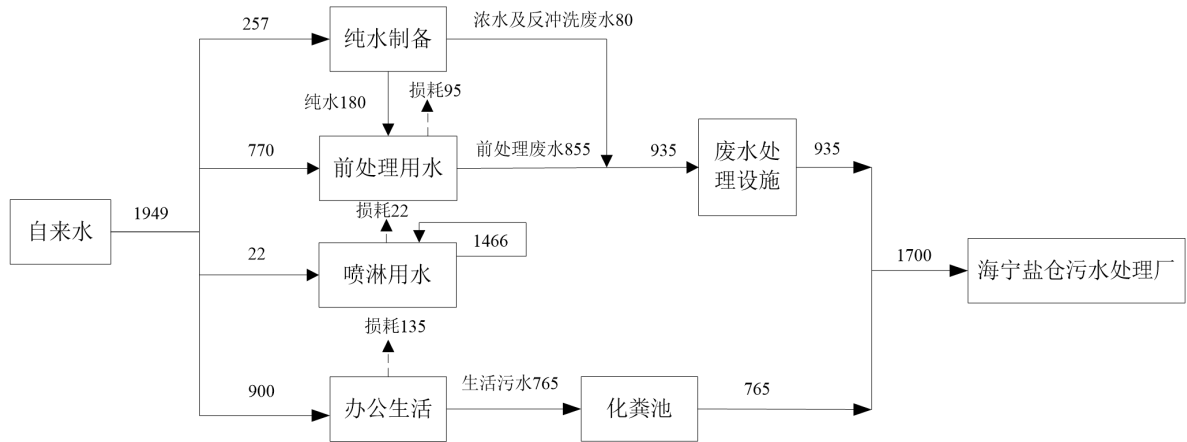 257
纯水制备
浓水及反冲洗废水80
纯水180
损耗95
770
前处理用水
前处理废水855
935
废水处
理设施
935
自来水
1949
损耗22
22
喷淋用水
1466
1700
海宁盐仓污水处理厂
损耗135
900
办公生活
生活污水765
化粪池
765